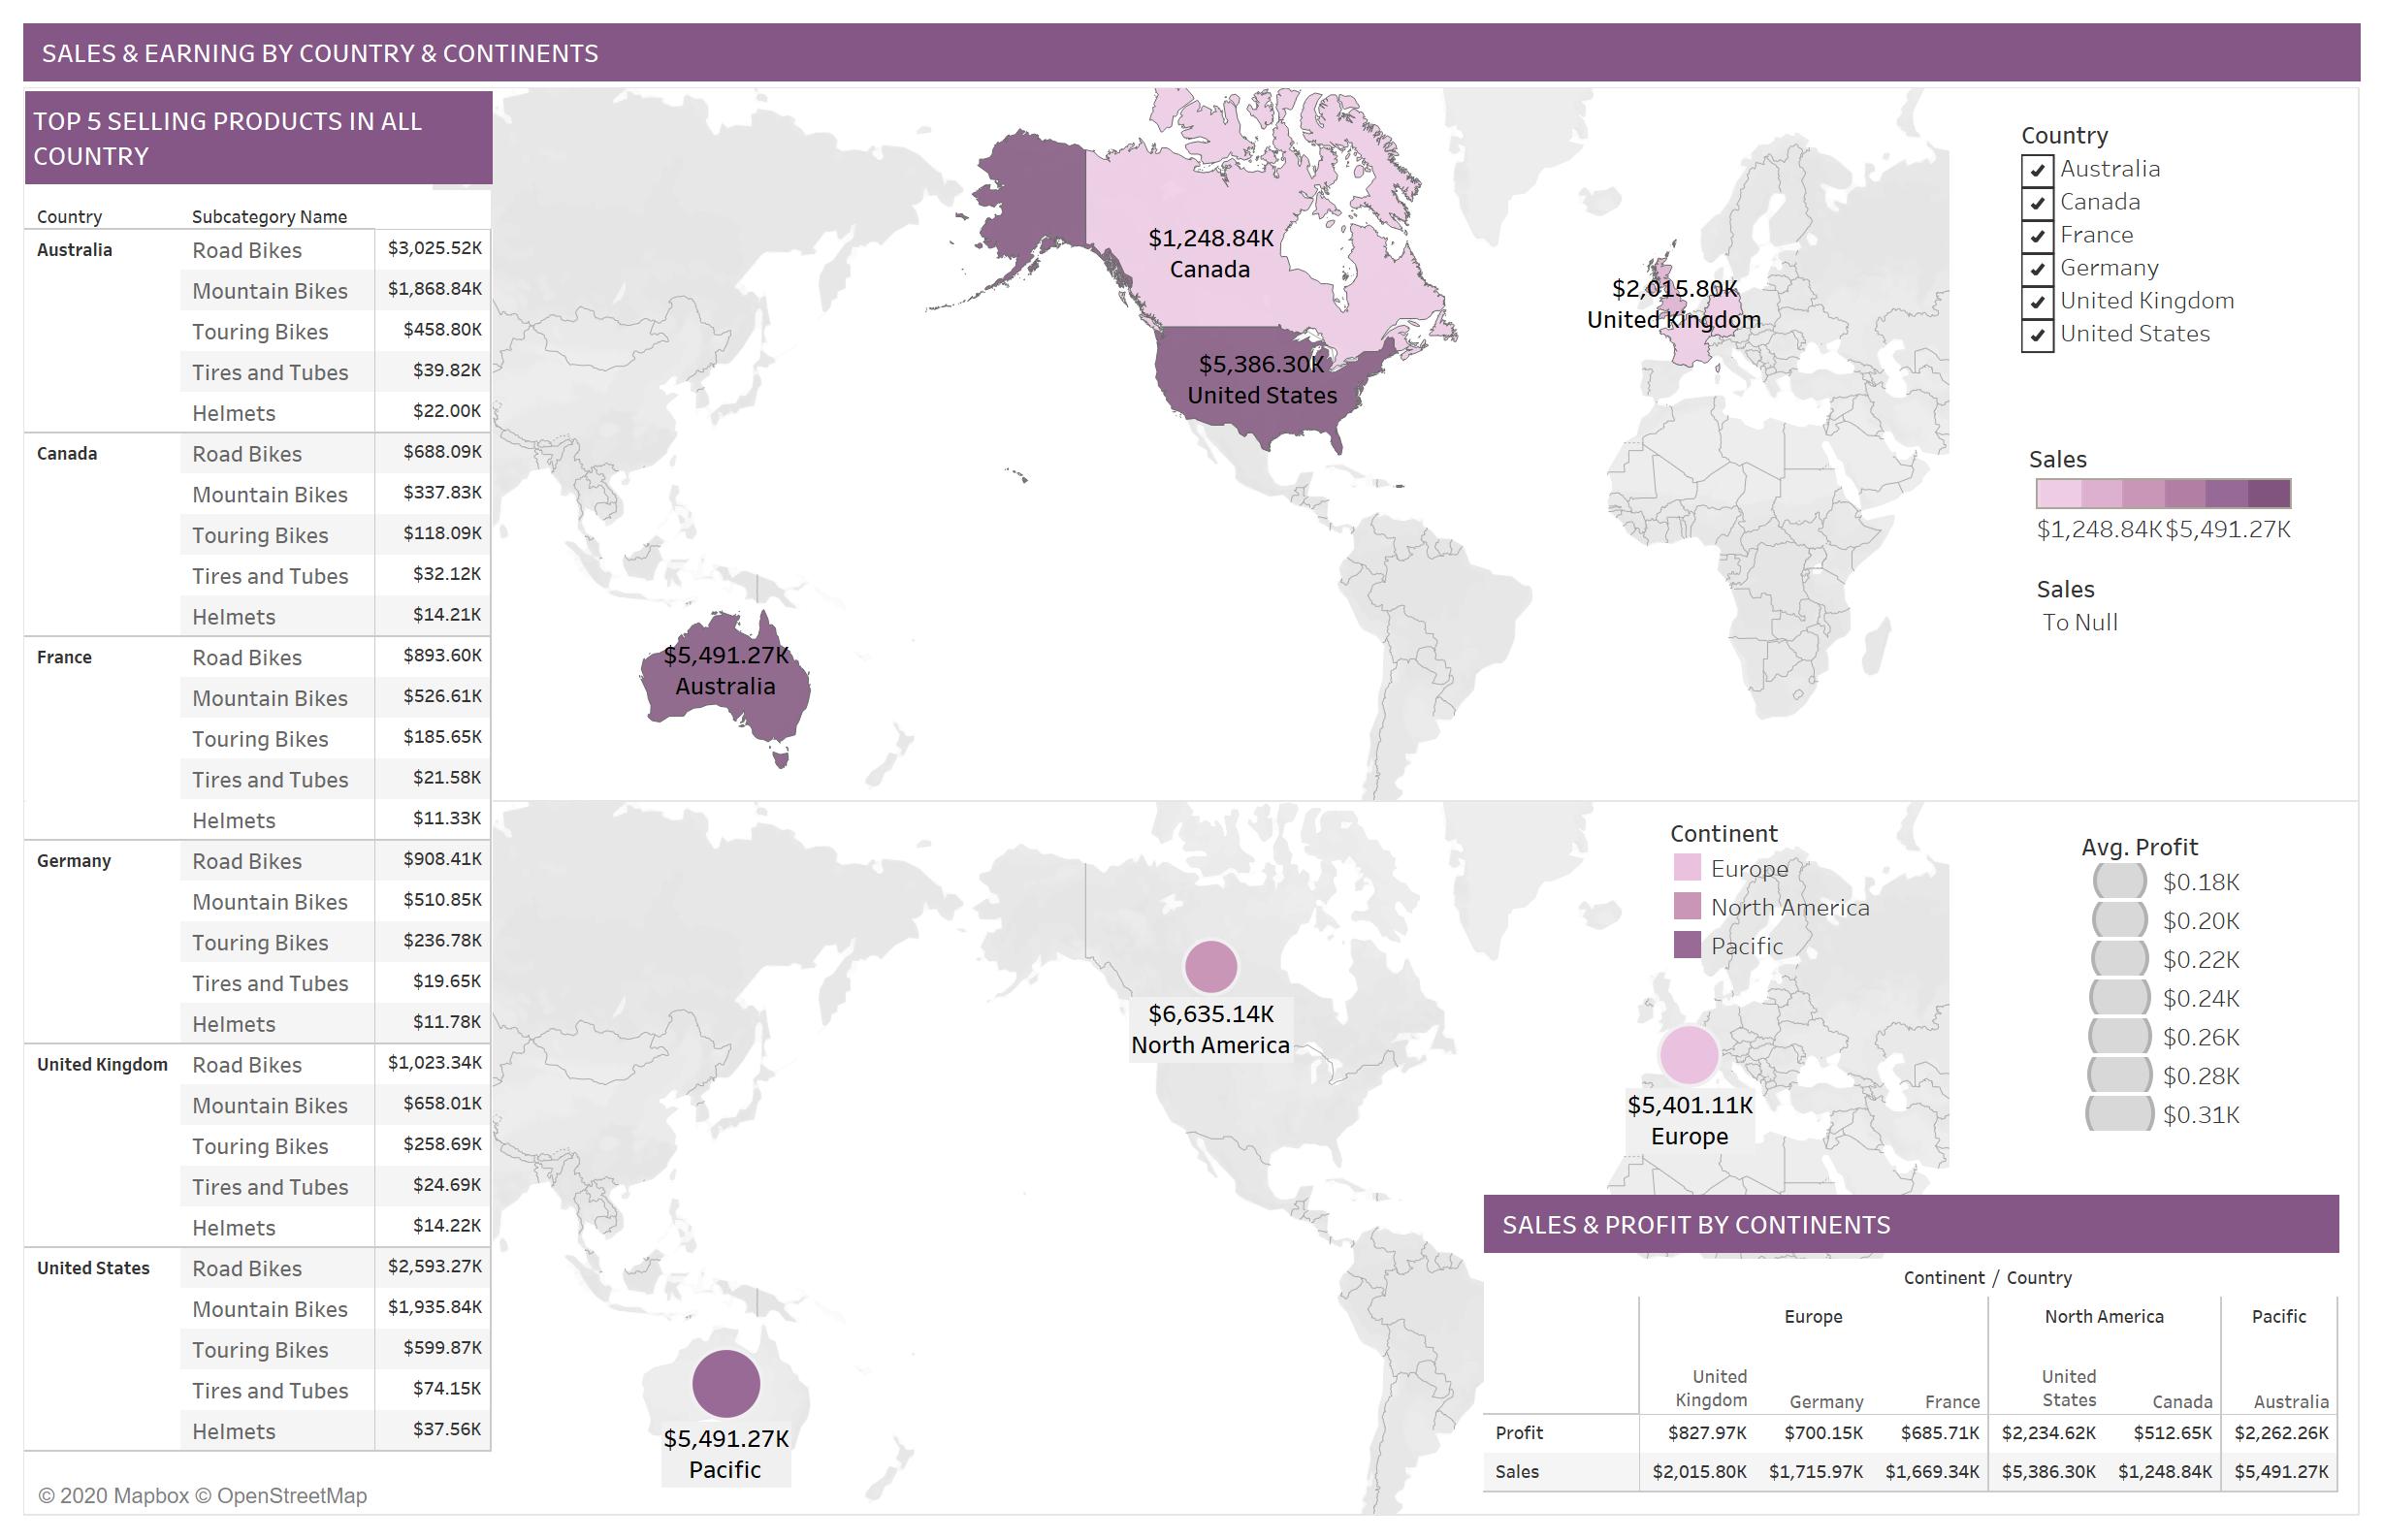 SALES & EARNING BY COUNTRY & CONTINENTS
TOP 5 SELLING PRODUCTS IN ALL
COUNTRY
Country Subcategory Name
Australia Road Bikes $3,025.52K
Mountain Bikes $1,868.84K
Touring Bikes $458.80K
Tires and Tubes $39.82K
Helmets $22.00K
Canada Road Bikes $688.09K
Mountain Bikes $337.83K
Touring Bikes $118.09K
Tires and Tubes $32.12K
Helmets $14.21K
France Road Bikes $893.60K
Mountain Bikes $526.61K
Touring Bikes $185.65K
Tires and Tubes $21.58K
Helmets $11.33K
Germany Road Bikes $908.41K
Mountain Bikes $510.85K
Touring Bikes $236.78K
Tires and Tubes $19.65K
Helmets $11.78K
United Kingdom Road Bikes $1,023.34K
Mountain Bikes $658.01K
Touring Bikes $258.69K
Tires and Tubes $24.69K
Helmets $14.22K
United States Road Bikes $2,593.27K
Mountain Bikes $1,935.84K
Touring Bikes $599.87K
Tires and Tubes $74.15K
Helmets $37.56K
© 2020 Mapbox © OpenStreetMap
$1,248.84K
Canada
$2,015.80K
United Kingdom
$5,386.30K
United States
$5,491.27K
Australia
Country
Australia
Canada
France
Germany
United Kingdom
United States
Sales
$1,248.84K $5,491.27K
Sales
To Null
Continent
Europe
North America
Pacific
Avg. Profit
$0.18K
$0.20K
$0.22K
$0.24K
$0.26K
$0.28K
$0.31K
$6,635.14K
North America
$5,401.11K
Europe
$5,491.27K
Pacific
SALES & PROFIT BY CONTINENTS
Continent / Country
Europe North America Pacific
United United
Kingdom Germany France States Canada Australia
Profit $827.97K $700.15K $685.71K $2,234.62K $512.65K $2,262.26K
Sales $2,015.80K $1,715.97K $1,669.34K $5,386.30K $1,248.84K $5,491.27K